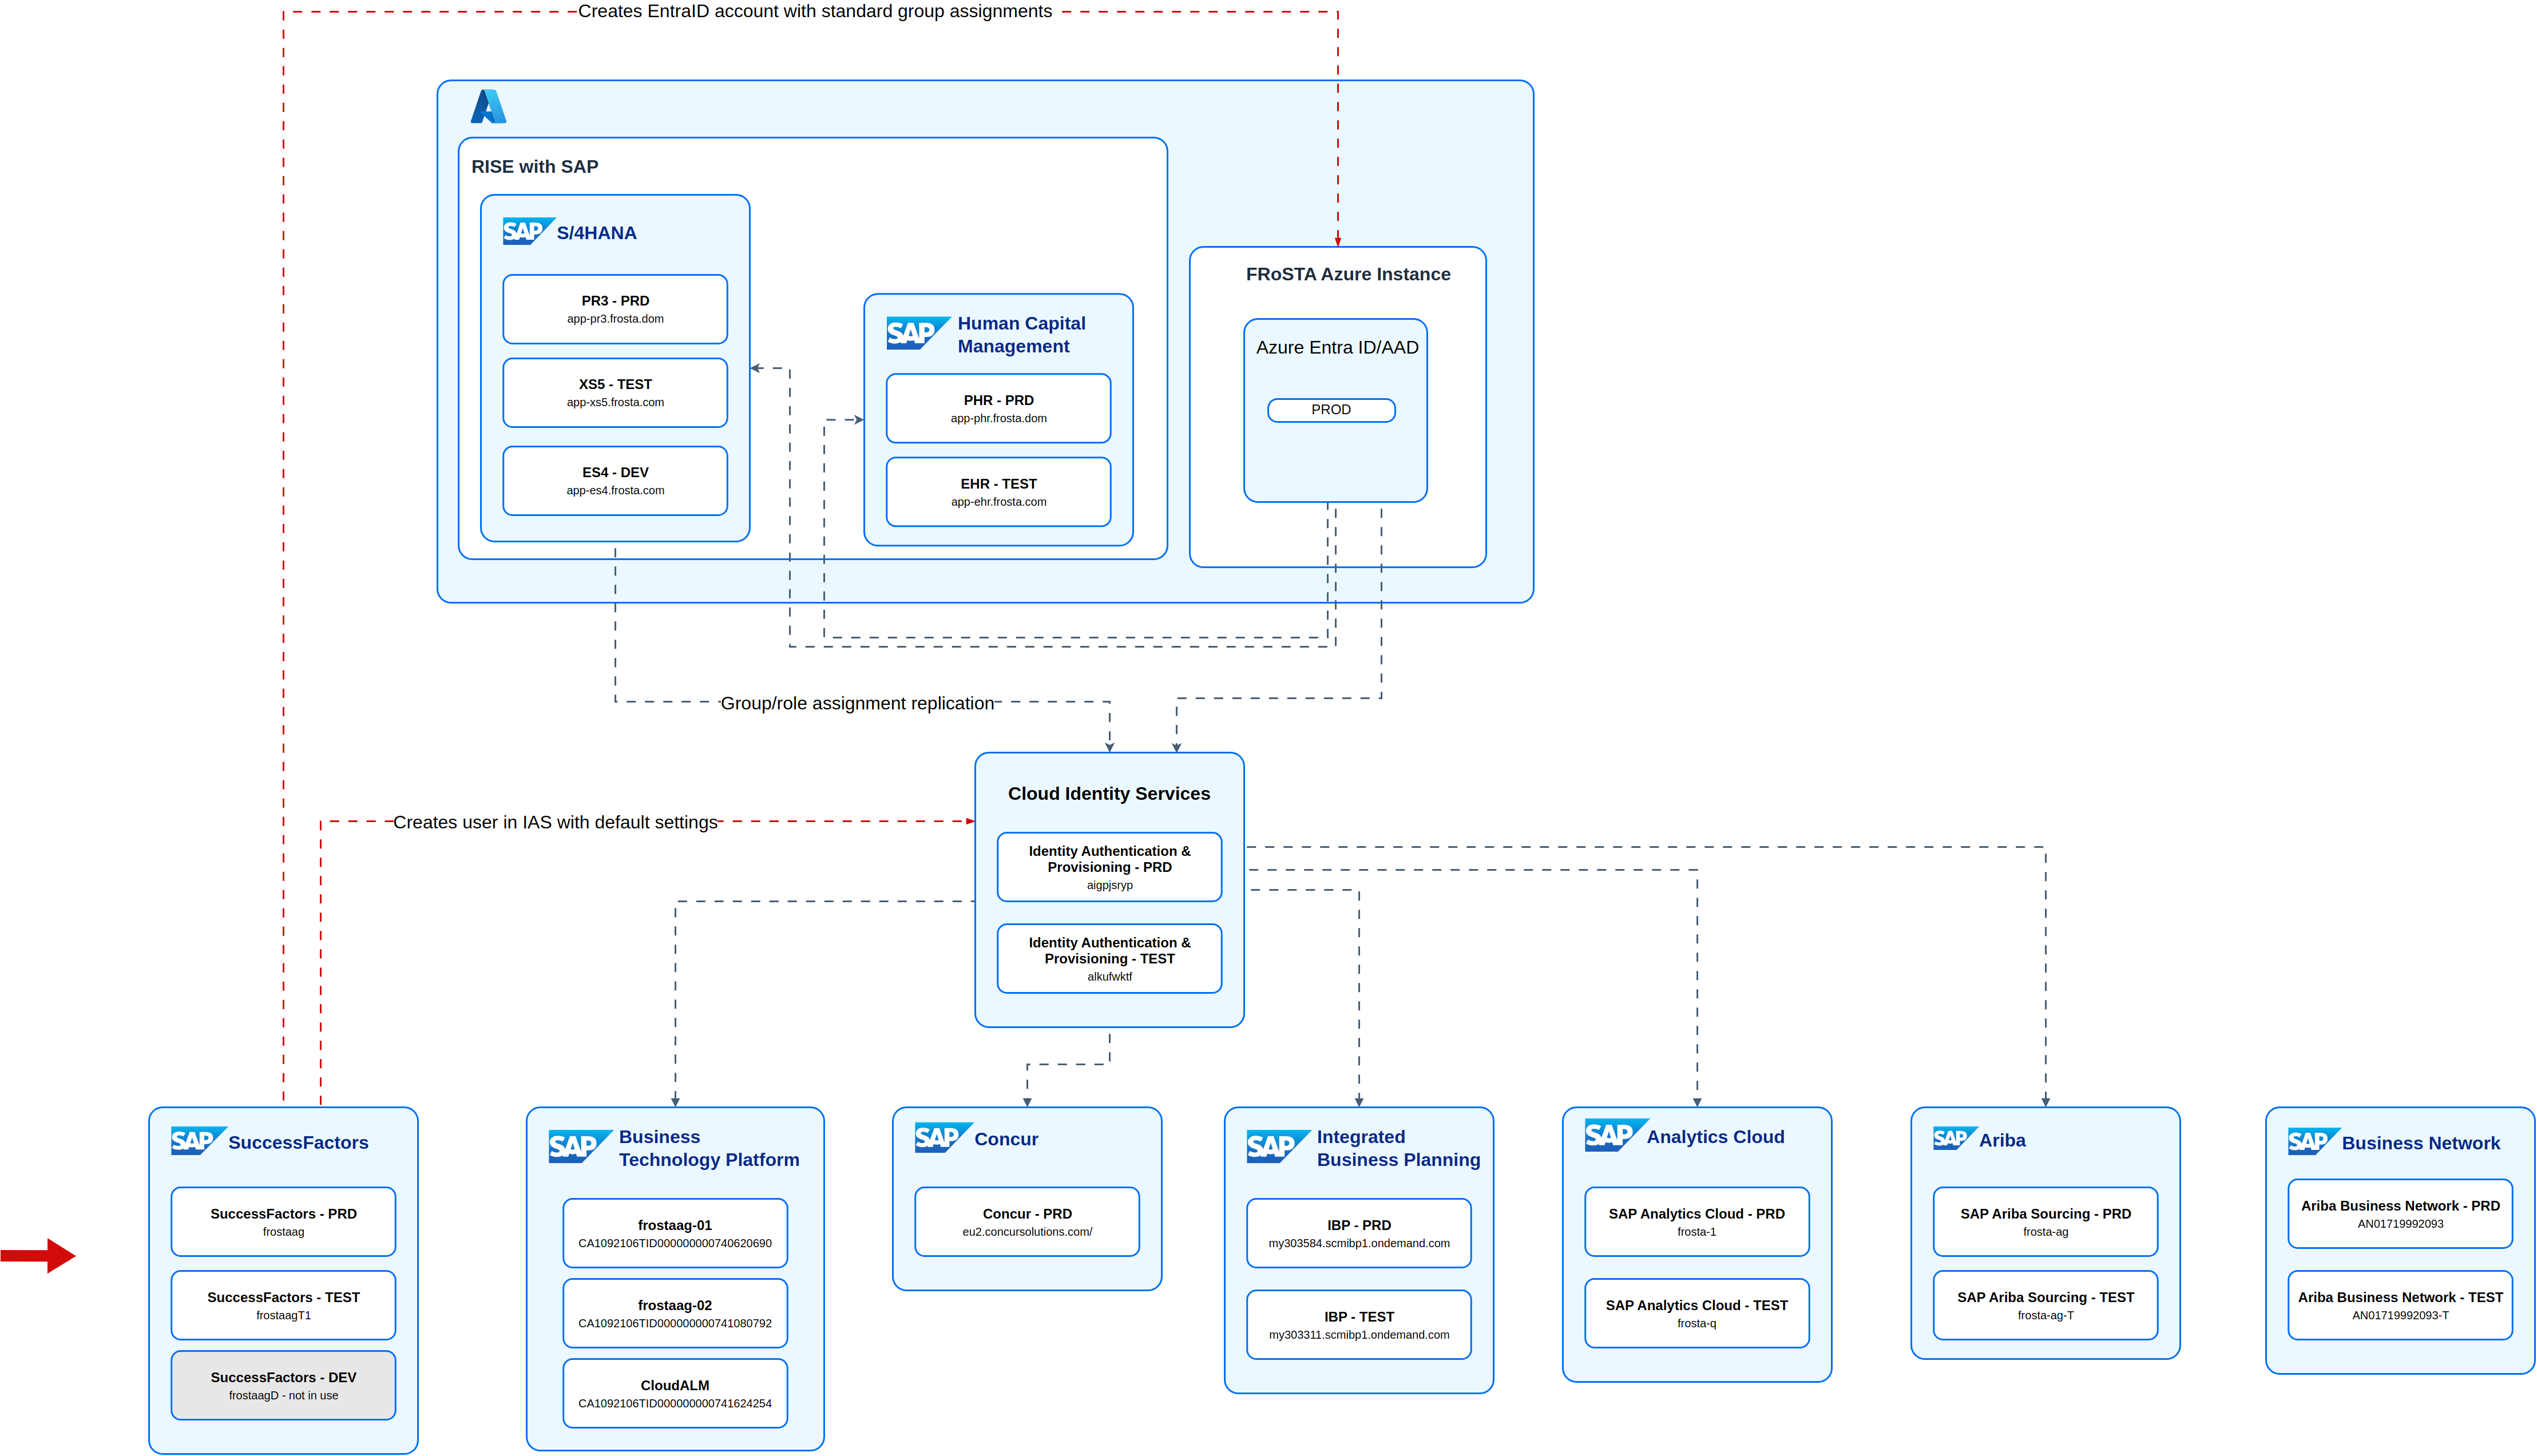 Creates EntraID account with standard group assignments
RISE with SAP
SAP
S/4HANA
PR3 - PRD
app-pr3.frosta.dom
XS5 - TEST
app-xs5.frosta.com
ES4 - DEV
app-es4.frosta.com
SAP
Human Capital
Management
PHR - PRD
app-phr.frosta.dom
EHR - TEST
app-ehr.frosta.com
FRoSTA Azure Instance
Azure Entra ID/AAD
PROD
Group/role assignment replication
Cloud Identity Services
Identity Authentication &
Provisioning - PRD
aigpjsryp
Identity Authentication &
Provisioning - TEST
alkufwktf
Creates user in IAS with default settings
SAP
SuccessFactors
SuccessFactors - PRD
frostaag
SuccessFactors - TEST
frostaagT1
SuccessFactors - DEV
frostaagD - not in use
SAP
Business
Technology Platform
frostaag-01
CA1092106TID000000000740620690
frostaag-02
CA1092106TID000000000741080792
CloudALM
CA1092106TID000000000741624254
SAP
Concur
Concur - PRD
eu2.concursolutions.com/
SAP
Integrated
Business Planning
IBP - PRD
my303584.scmibp1.ondemand.com
IBP - TEST
my303311.scmibp1.ondemand.com
SAP
Analytics Cloud
SAP Analytics Cloud - PRD
frosta-1
SAP Analytics Cloud - TEST
frosta-q
SAP
Ariba
SAP Ariba Sourcing - PRD
frosta-ag
SAP Ariba Sourcing - TEST
frosta-ag-T
SAP
Business Network
Ariba Business Network - PRD
AN01719992093
Ariba Business Network - TEST
AN01719992093-T